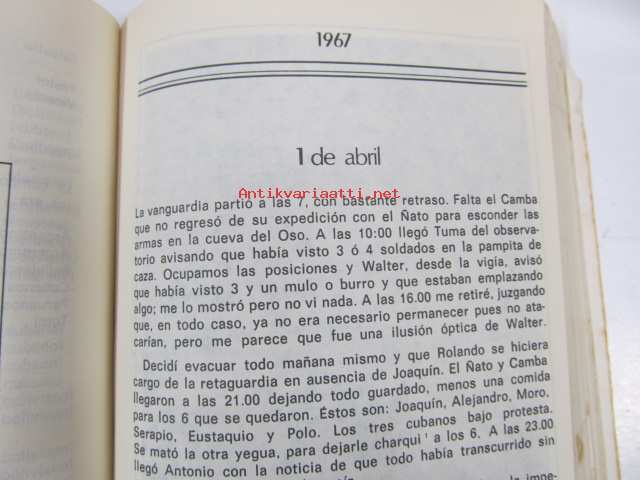 1967
1 de abril
Antikvariaatti.net
La vanguardia partió a las 7, con bastante retraso. Falta el Camba
que no regresó de su expedición con el Ñato para esconder las
armas en la cueva del Oso. A las 10:00 llegó Tuma del observa-
torio avisando que había visto 3 ó 4 soldados en la pampita de
caza. Ocupamos las posiciones y Walter, desde la vigía, avisó
que había visto 3 y un mulo o burro y que estaban emplazando
algo; me lo mostró pero no vi nada. A las 16.00 me retiré, juzgando
que, en todo caso, ya no era necesario permanecer pues no ata-
carían, pero me parece que fue una ilusión óptica de Walter.
Decidí evacuar todo mañana mismo y que Rolando se hiciera
cargo de la retaguardia en ausencia de Joaquín. El Ñato y Camba
llegaron a las 21.00 dejando todo guardado, menos una comida
para los 6 que se quedaron. Éstos son: Joaquín, Alejandro, Moro,
Serapio, Eustaquio y Polo. Los tres cubanos bajo protesta.
Se mató la otra yegua, para dejarle charqui ' a los 6. A las 23.00
llegó Antonio con la noticia de que todo había transcurrido sin
la impe-